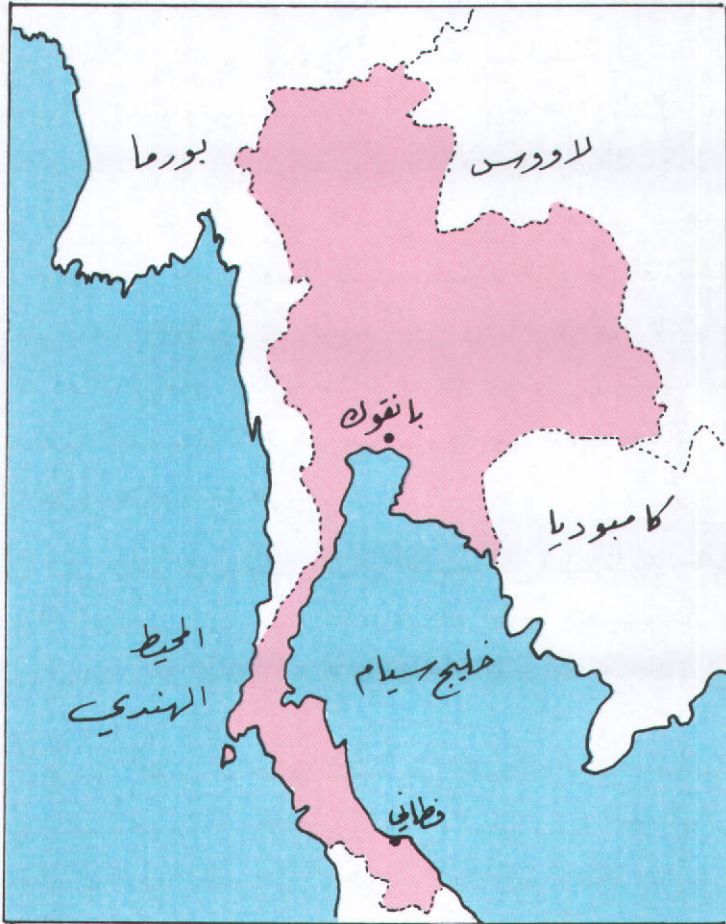 بورما
لاووس
بانقوك
كامبوديا
المحيط
الهندي
خليج سيام
فطاني